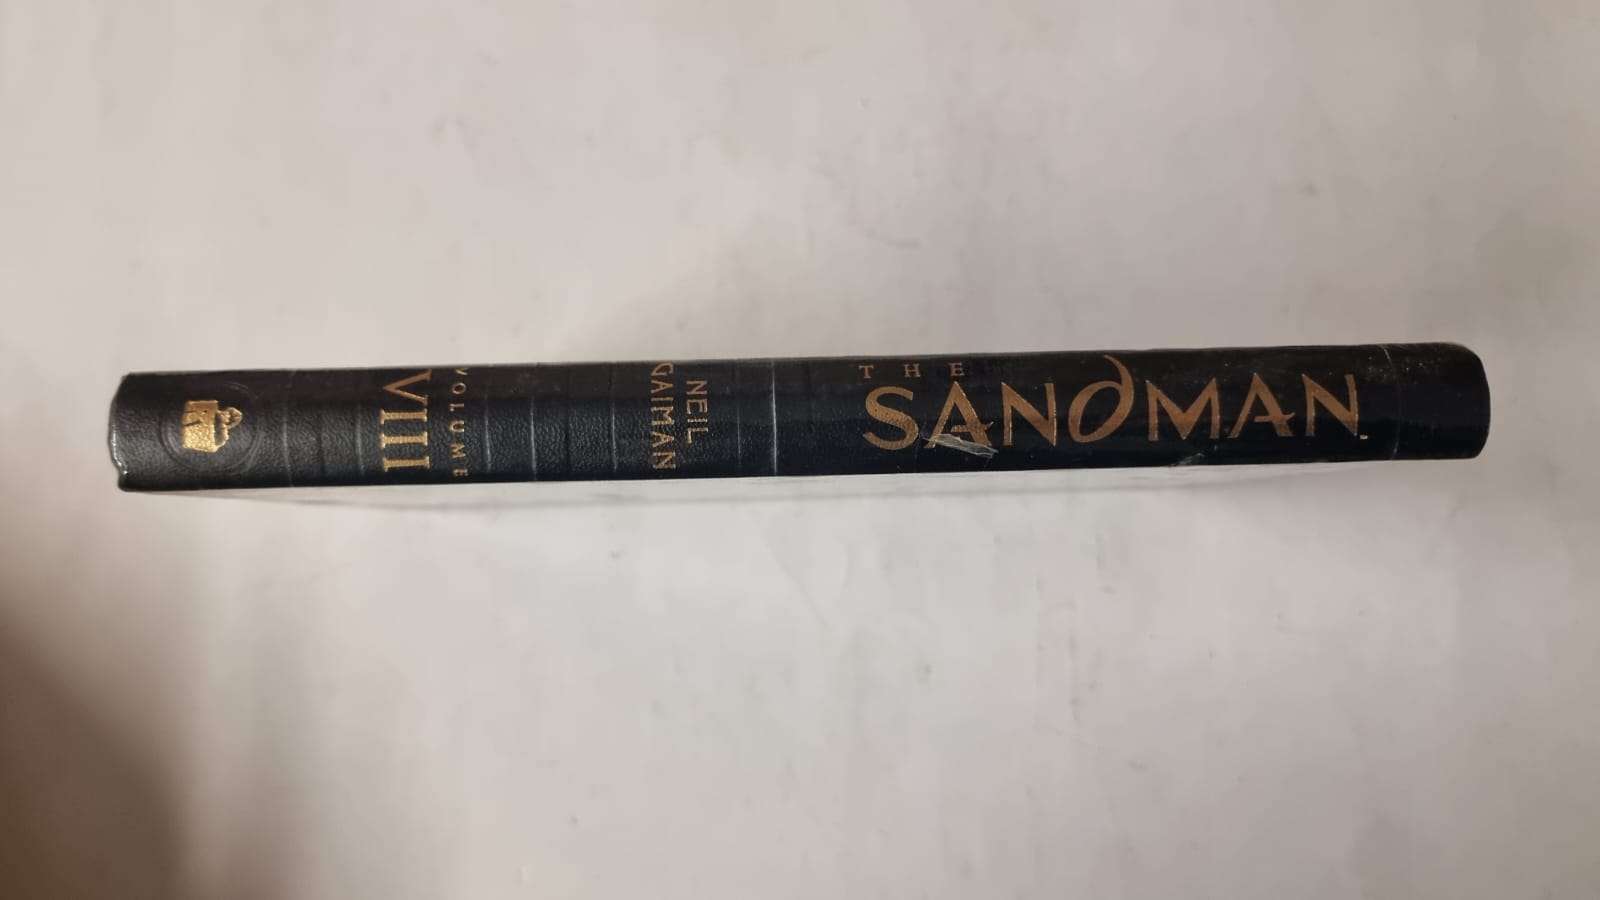 THE
SANDMAN
NEIL
GAIMAN
VOLUME
VIII